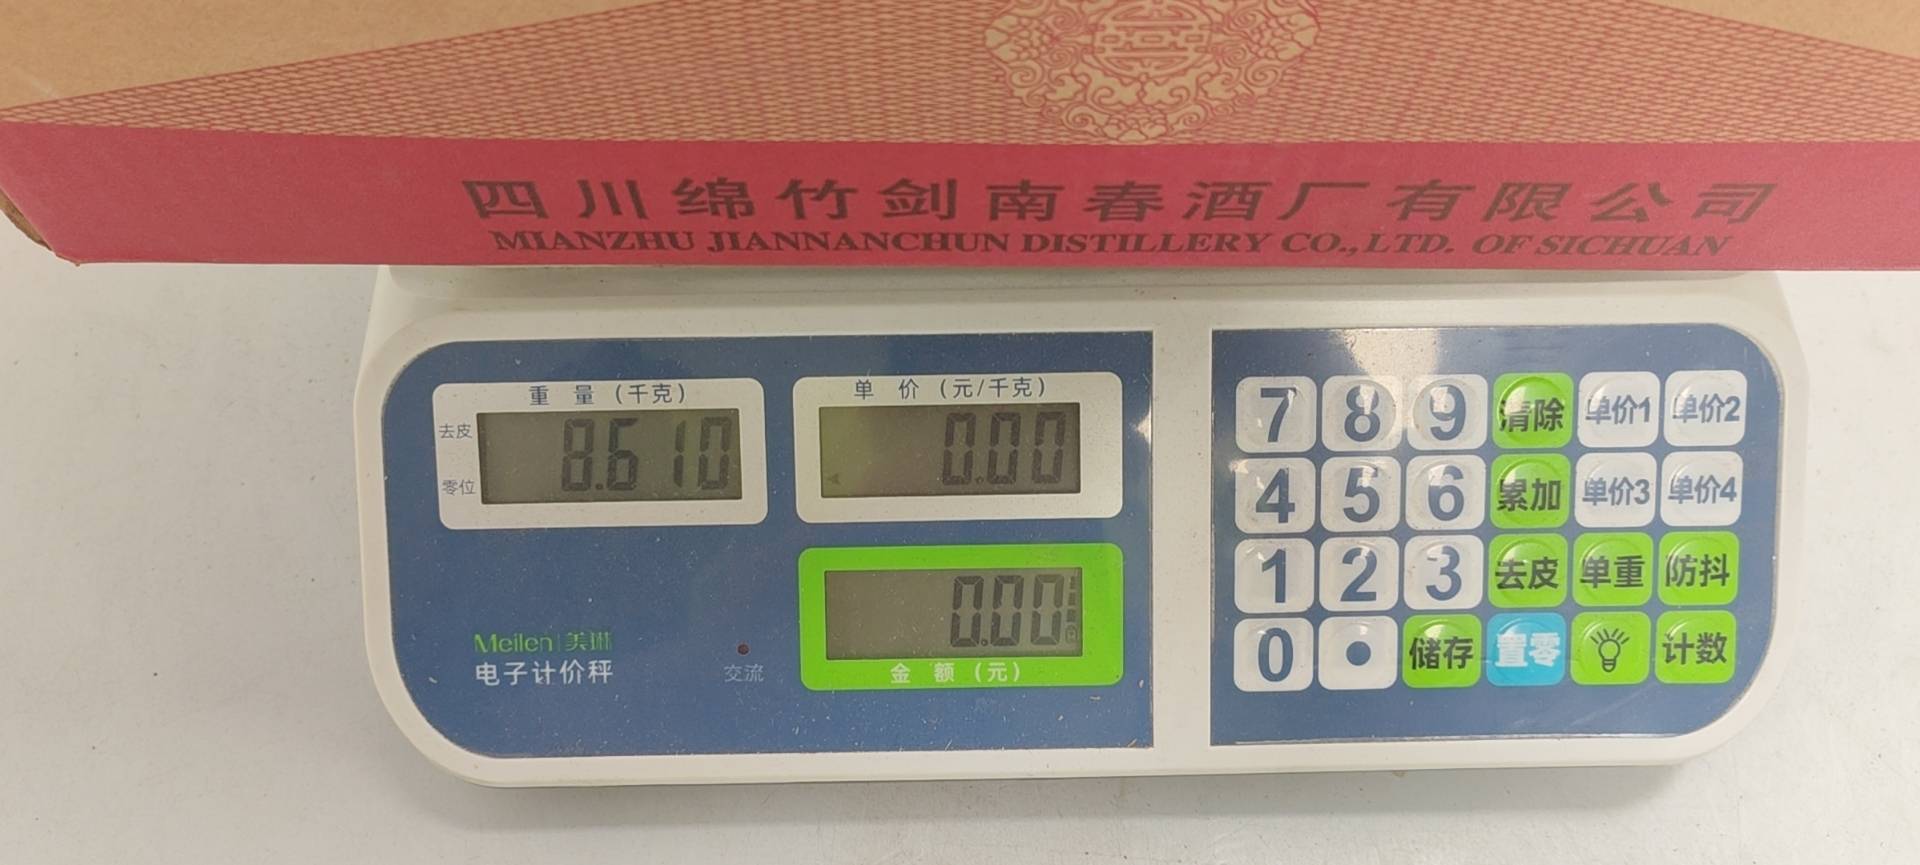 四川绵竹剑南春酒厂有限公司
MIANZHU JIANNANCHUN DISTILLERY CO.,LTD. OF SICHUAN
重 量 (千克)
去皮
零位
8.610
单 价 (元/千克)
0.00
0.00
金 额 (元)
Meilen|美琳
电子计价秤
交流
7 8 9 清除 单价1 单价2
4 5 6 累加 单价3 单价4
1 2 3 去皮 单重 防抖
0 • 储存 置零 计数